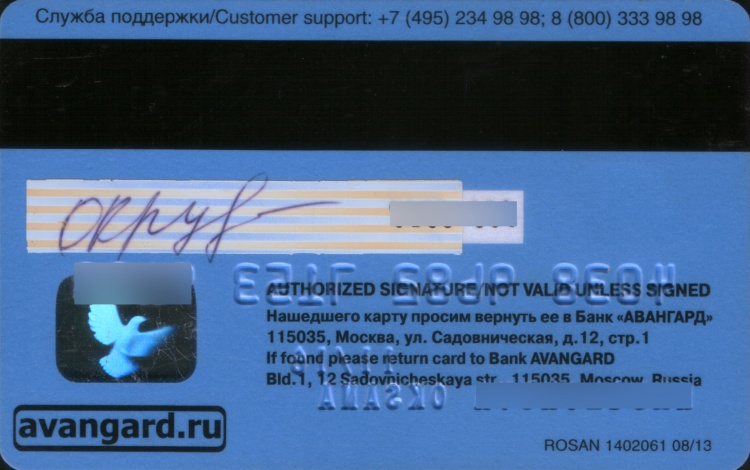 Служба поддержки/Customer support: +7 (495) 234 98 98; 8 (800) 333 98 98
AUTHORIZED SIGNATURE/NOT VALID UNLESS SIGNED
Нашедшего карту просим вернуть ее в Банк «АВАНГАРД»
115035, Москва, ул. Садовническая, д.12, стр.1
If found please return card to Bank AVANGARD
Bld.1, 12 Sadovnicheskaya str., 115035, Moscow, Russia
OKSANA
avangard.ru
ROSAN 1402061 08/13